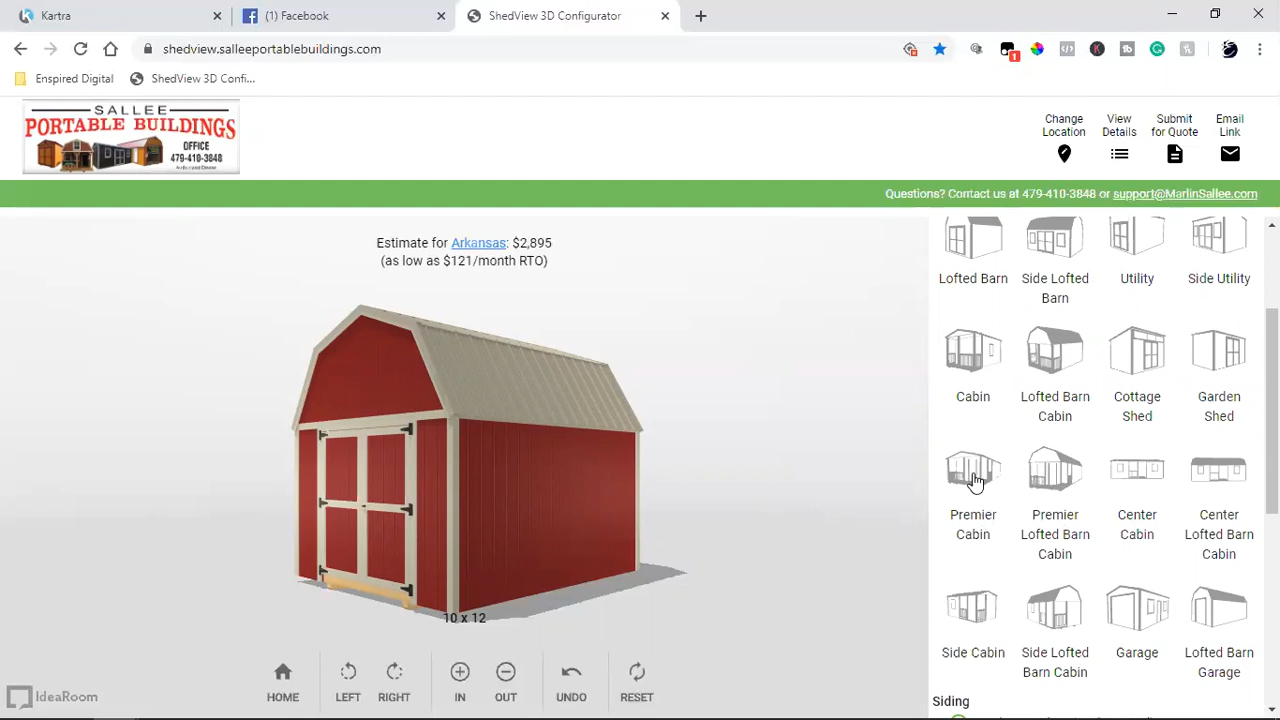 Kartra
(1) Facebook
ShedView 3D Configurator
shedview.salleeportablebuildings.com
1
Enspired Digital
ShedView 3D Confi...
SALLEE
PORTABLE BUILDINGS
OFFICE
479-410-3848
Change Location
View Details
Submit for Quote
Email Link
Questions? Contact us at 479-410-3848 or support@MarlinSallee.com
Estimate for Arkansas: $2,895
(as low as $121/month RTO)
10 x 12
Lofted Barn
Side Lofted Barn
Utility
Side Utility
Cabin
Lofted Barn Cabin
Cottage Shed
Garden Shed
Premier Cabin
Premier Lofted Barn Cabin
Center Cabin
Center Lofted Barn Cabin
Side Cabin
Side Lofted Barn Cabin
Garage
Lofted Barn Garage
Siding
HOME
LEFT
RIGHT
IN
OUT
UNDO
RESET
IdeaRoom